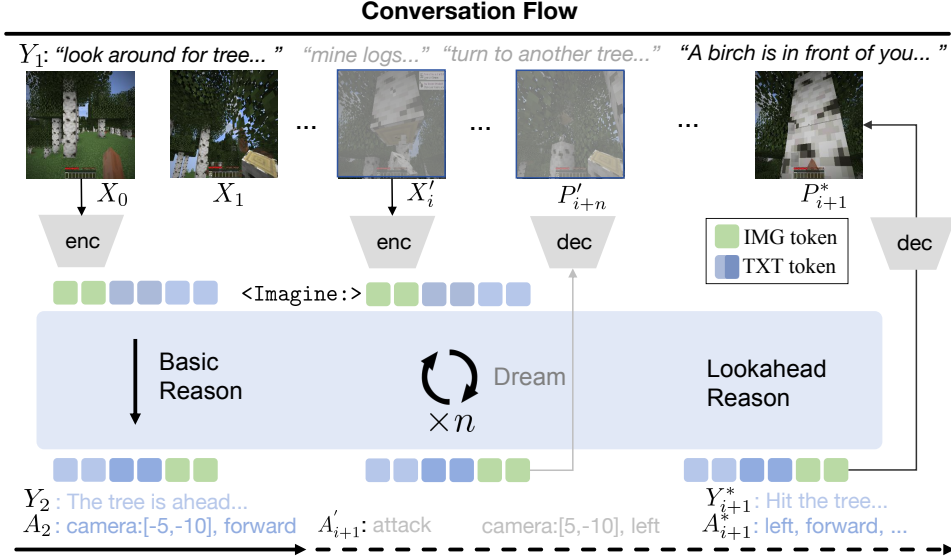 Conversation Flow
Y₁: “look around for tree...” “mine logs...” “turn to another tree...” “A birch is in front of you... ”
... ... ...
X₀ X₁ X′ᵢ P′ᵢ₊ₙ P*ᵢ₊₁
enc enc dec dec
IMG token
TXT token
<Imagine:>
Basic Reason
Dream
×n
Lookahead Reason
Y₂ : The tree is ahead...
A₂ : camera:[-5,-10], forward
A′ᵢ₊₁: attack camera:[5,-10], left
Y*ᵢ₊₁: Hit the tree...
A*ᵢ₊₁: left, forward, ...